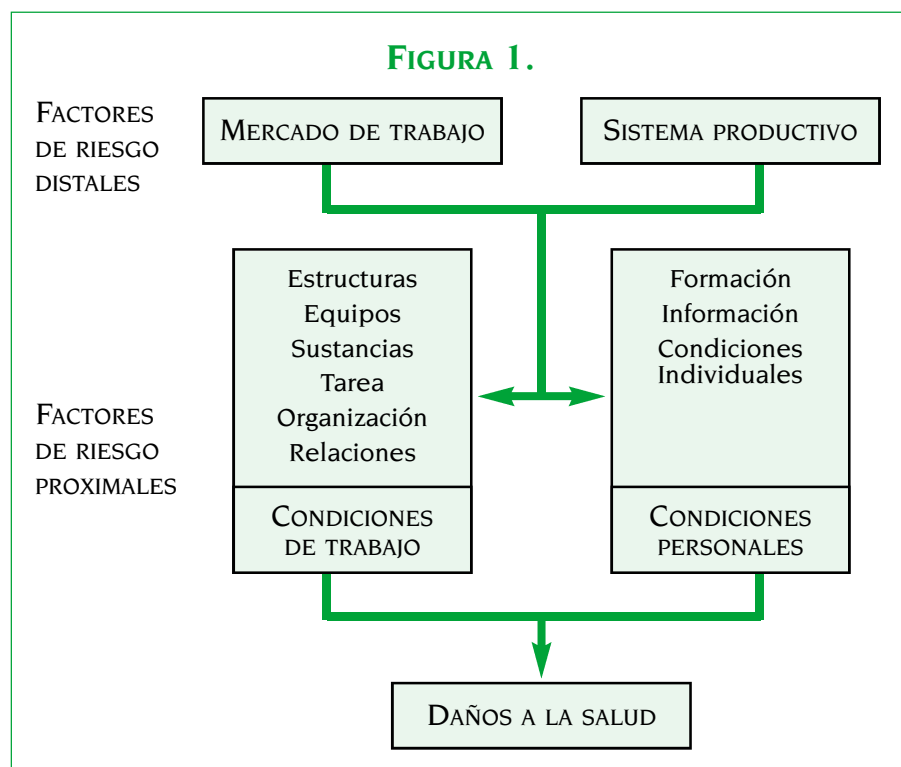 FIGURA 1.
FACTORES
DE RIESGO
DISTALES
MERCADO DE TRABAJO
SISTEMA PRODUCTIVO
FACTORES
DE RIESGO
PROXIMALES
Estructuras
Equipos
Sustancias
Tarea
Organización
Relaciones
CONDICIONES
DE TRABAJO
Formación
Información
Condiciones
Individuales
CONDICIONES
PERSONALES
DAÑOS A LA SALUD